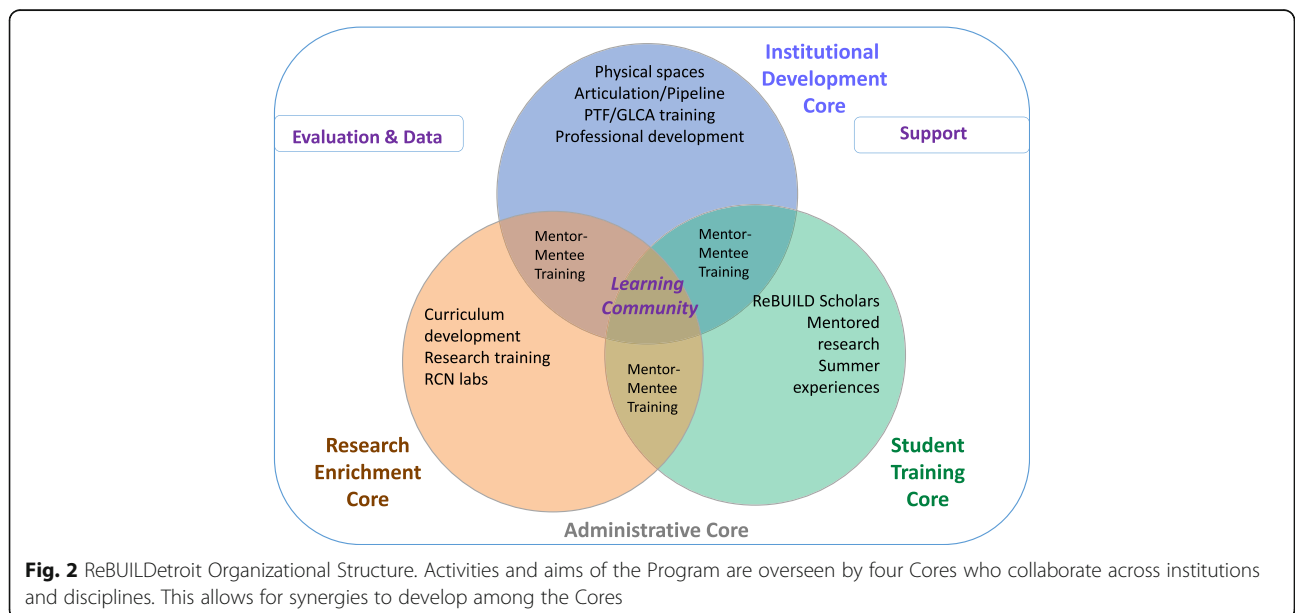 Institutional
Development
Core
Physical spaces
Articulation/Pipeline
PTF/GLCA training
Professional development
Evaluation & Data
Support
Mentor-
Mentee
Training
Mentor-
Mentee
Training
Learning
Community
Curriculum
development
Research training
RCN labs
ReBUILD Scholars
Mentored
research
Summer
experiences
Mentor-
Mentee
Training
Research
Enrichment
Core
Student
Training
Core
Administrative Core
Fig. 2 ReBUILDetroit Organizational Structure. Activities and aims of the Program are overseen by four Cores who collaborate across institutions
and disciplines. This allows for synergies to develop among the Cores